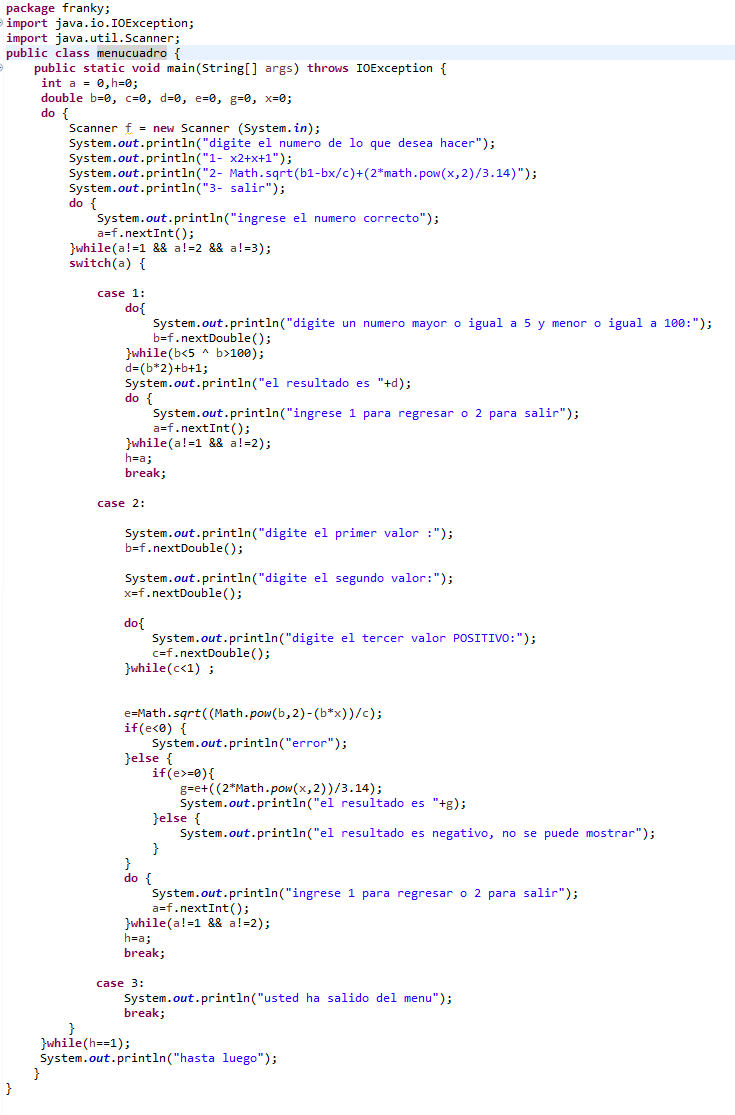 package franky;
import java.io.IOException;
import java.util.Scanner;
public class menucuadro {
public static void main(String[] args) throws IOException {
int a = 0,h=0;
double b=0, c=0, d=0, e=0, g=0, x=0;
do {
Scanner f = new Scanner (System.in);
System.out.println("digite el numero de lo que desea hacer");
System.out.println("1- x2+x+1");
System.out.println("2- Math.sqrt(b1-bx/c)+(2*math.pow(x,2)/3.14)");
System.out.println("3- salir");
do {
System.out.println("ingrese el numero correcto");
a=f.nextInt();
}while(a!=1 && a!=2 && a!=3);
switch(a) {
case 1:
do{
System.out.println("digite un numero mayor o igual a 5 y menor o igual a 100:");
b=f.nextDouble();
}while(b<5 ^ b>100);
d=(b*2)+b+1;
System.out.println("el resultado es "+d);
do {
System.out.println("ingrese 1 para regresar o 2 para salir");
a=f.nextInt();
}while(a!=1 && a!=2);
h=a;
break;
case 2:
System.out.println("digite el primer valor :");
b=f.nextDouble();
System.out.println("digite el segundo valor:");
x=f.nextDouble();
do{
System.out.println("digite el tercer valor POSITIVO:");
c=f.nextDouble();
}while(c<1) ;
e=Math.sqrt((Math.pow(b,2)-(b*x))/c);
if(e<0) {
System.out.println("error");
}else {
if(e>=0){
g=e+((2*Math.pow(x,2))/3.14);
System.out.println("el resultado es "+g);
}else {
System.out.println("el resultado es negativo, no se puede mostrar");
}
}
do {
System.out.println("ingrese 1 para regresar o 2 para salir");
a=f.nextInt();
}while(a!=1 && a!=2);
h=a;
break;
case 3:
System.out.println("usted ha salido del menu");
break;
}
}while(h==1);
System.out.println("hasta luego");
}
}